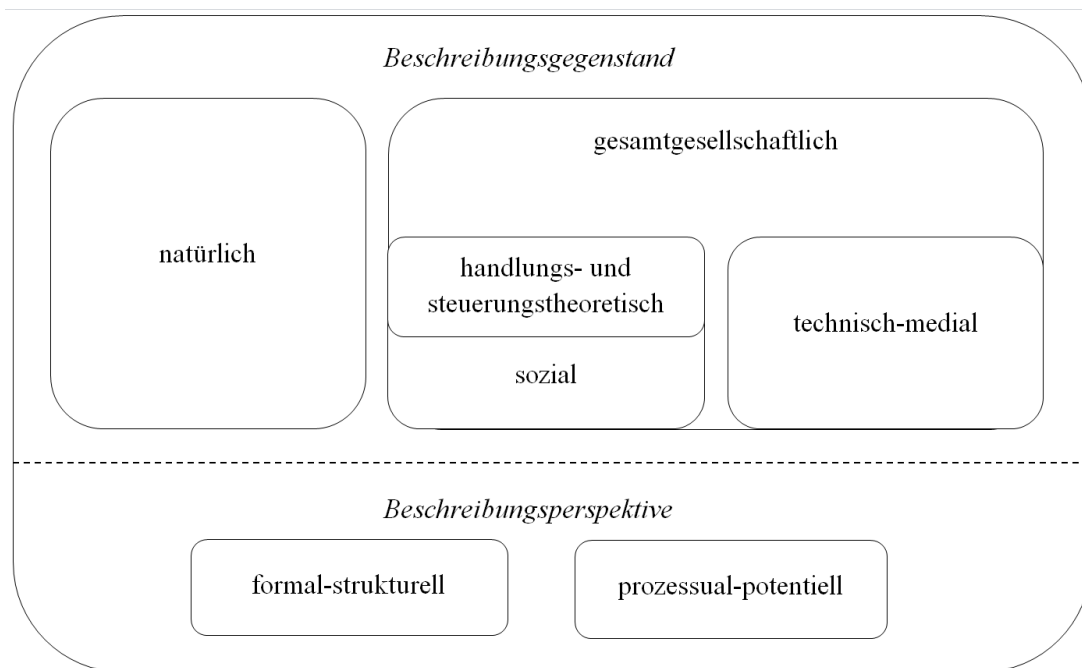 Beschreibungsgegenstand
gesamtgesellschaftlich
natürlich
handlungs- und
steuerungstheoretisch
technisch-medial
sozial
Beschreibungsperspektive
formal-strukturell
prozessual-potentiell